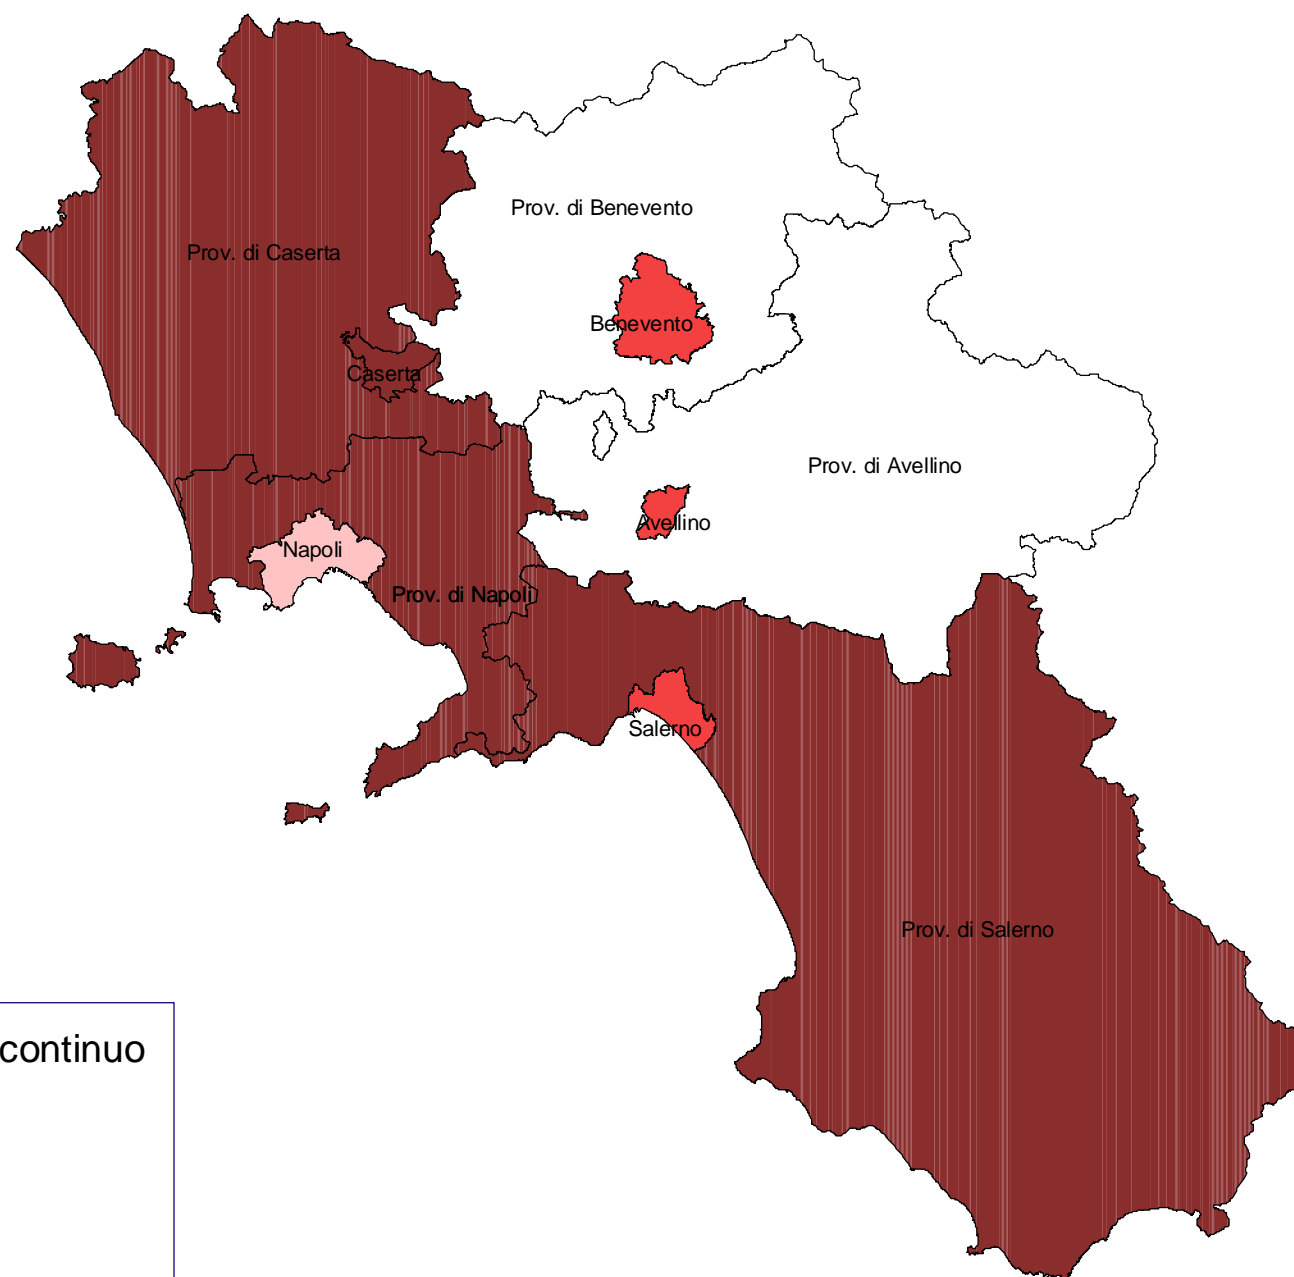 Prov. di Benevento
Prov. di Caserta
Benevento
Caserta
Prov. di Avellino
Avellino
Napoli
Prov. di Napoli
Salerno
Prov. di Salerno
continuo